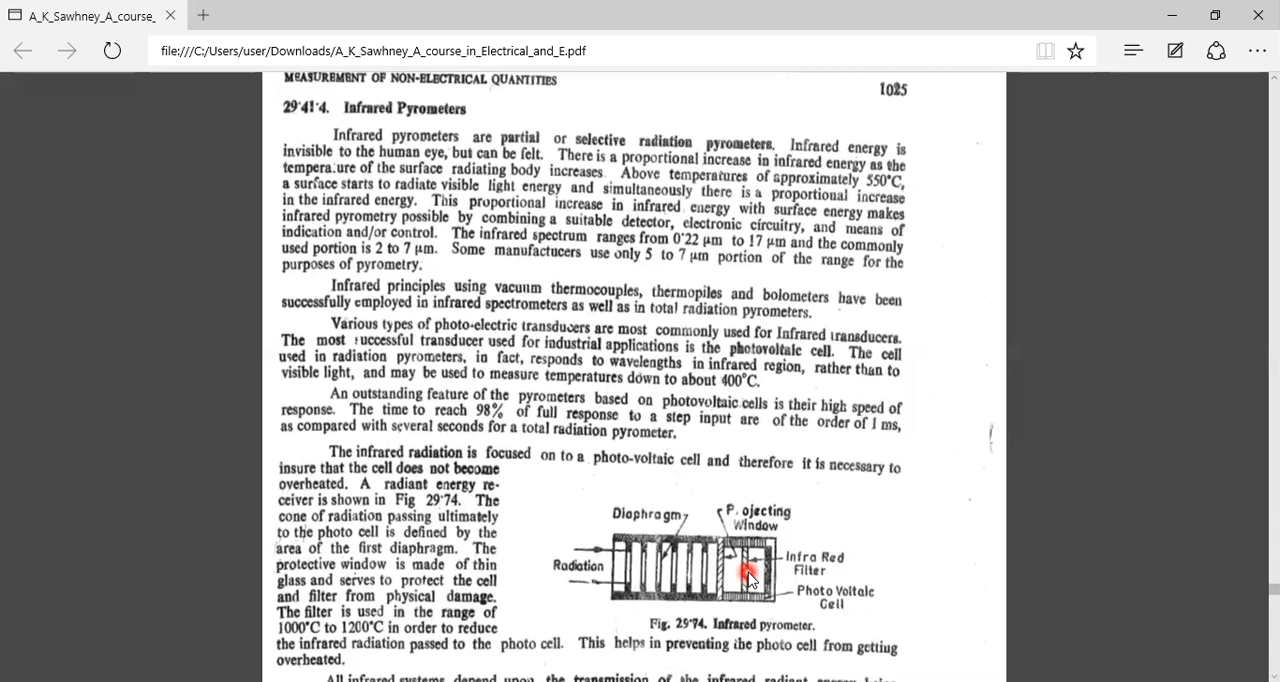 A_K_Sawhney_A_course_
file:///C:/Users/user/Downloads/A_K_Sawhney_A_course_in_Electrical_and_E.pdf
MEASUREMENT OF NON-ELECTRICAL QUANTITIES
1025
29·41·4. Infrared Pyrometers
Infrared pyrometers are partial or selective radiation pyrometers. Infrared energy is
invisible to the human eye, but can be felt. There is a proportional increase in infrared energy as the
temperature of the surface radiating body increases. Above temperatures of approximately 550°C,
a surface starts to radiate visible light energy and simultaneously there is a proportional increase
in the infrared energy. This proportional increase in infrared energy with surface energy makes
infrared pyrometry possible by combining a suitable detector, electronic circuitry, and means of
indication and/or control. The infrared spectrum ranges from 0·22 μm to 17 μm and the commonly
used portion is 2 to 7 μm. Some manufactucers use only 5 to 7 μm portion of the range for the
purposes of pyrometry.
Infrared principles using vacuum thermocouples, thermopiles and bolometers have been
successfully employed in infrared spectrometers as well as in total radiation pyrometers.
Various types of photo-electric transducers are most commonly used for Infrared transducers.
The most successful transducer used for industrial applications is the photovoltaic cell. The cell
used in radiation pyrometers, in fact, responds to wavelengths in infrared region, rather than to
visible light, and may be used to measure temperatures down to about 400°C.
An outstanding feature of the pyrometers based on photovoltaic cells is their high speed of
response. The time to reach 98% of full response to a step input are of the order of 1 ms,
as compared with several seconds for a total radiation pyrometer.
The infrared radiation is focused on to a photo-voltaic cell and therefore it is necessary to
insure that the cell does not become
overheated. A radiant energy re-
ceiver is shown in Fig 29·74. The
cone of radiation passing ultimately
to the photo cell is defined by the
area of the first diaphragm. The
protective window is made of thin
glass and serves to protect the cell
and filter from physical damage.
The filter is used in the range of
1000°C to 1200°C in order to reduce
the infrared radiation passed to the photo cell. This helps in preventing the photo cell from getting
overheated.
Diaphragm
P. ojecting
Window
Radiation
Infra Red
Filter
Photo Voltaic
Cell
Fig. 29·74. Infrared pyrometer.
All infrared systems depend upon the transmission of the infrared radiant energy being